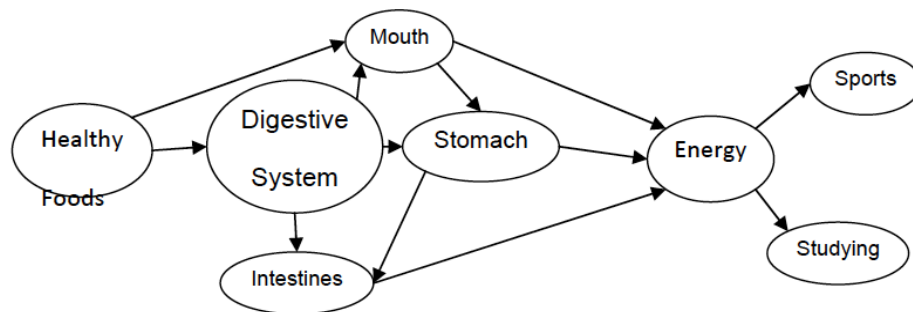 Mouth
Sports
Healthy
Foods
Digestive
System
Stomach
Energy
Intestines
Studying